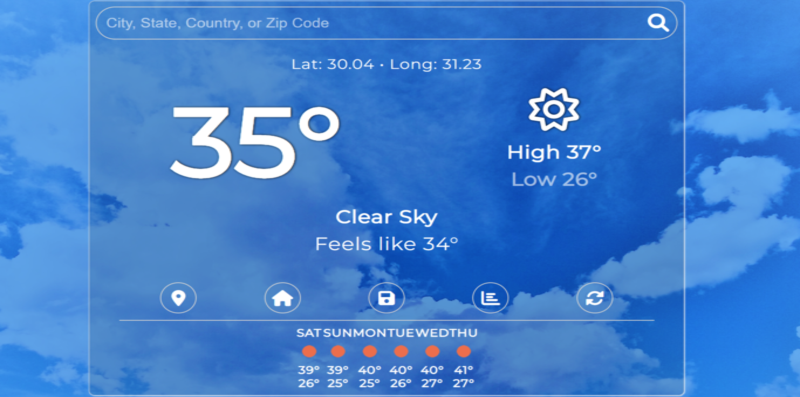 City, State, Country, or Zip Code
Lat: 30.04 • Long: 31.23
35°
High 37°
Low 26°
Clear Sky
Feels like 34°
SAT SUN MON TUE WED THU
39° 39° 40° 40° 40° 41°
26° 25° 25° 26° 27° 27°